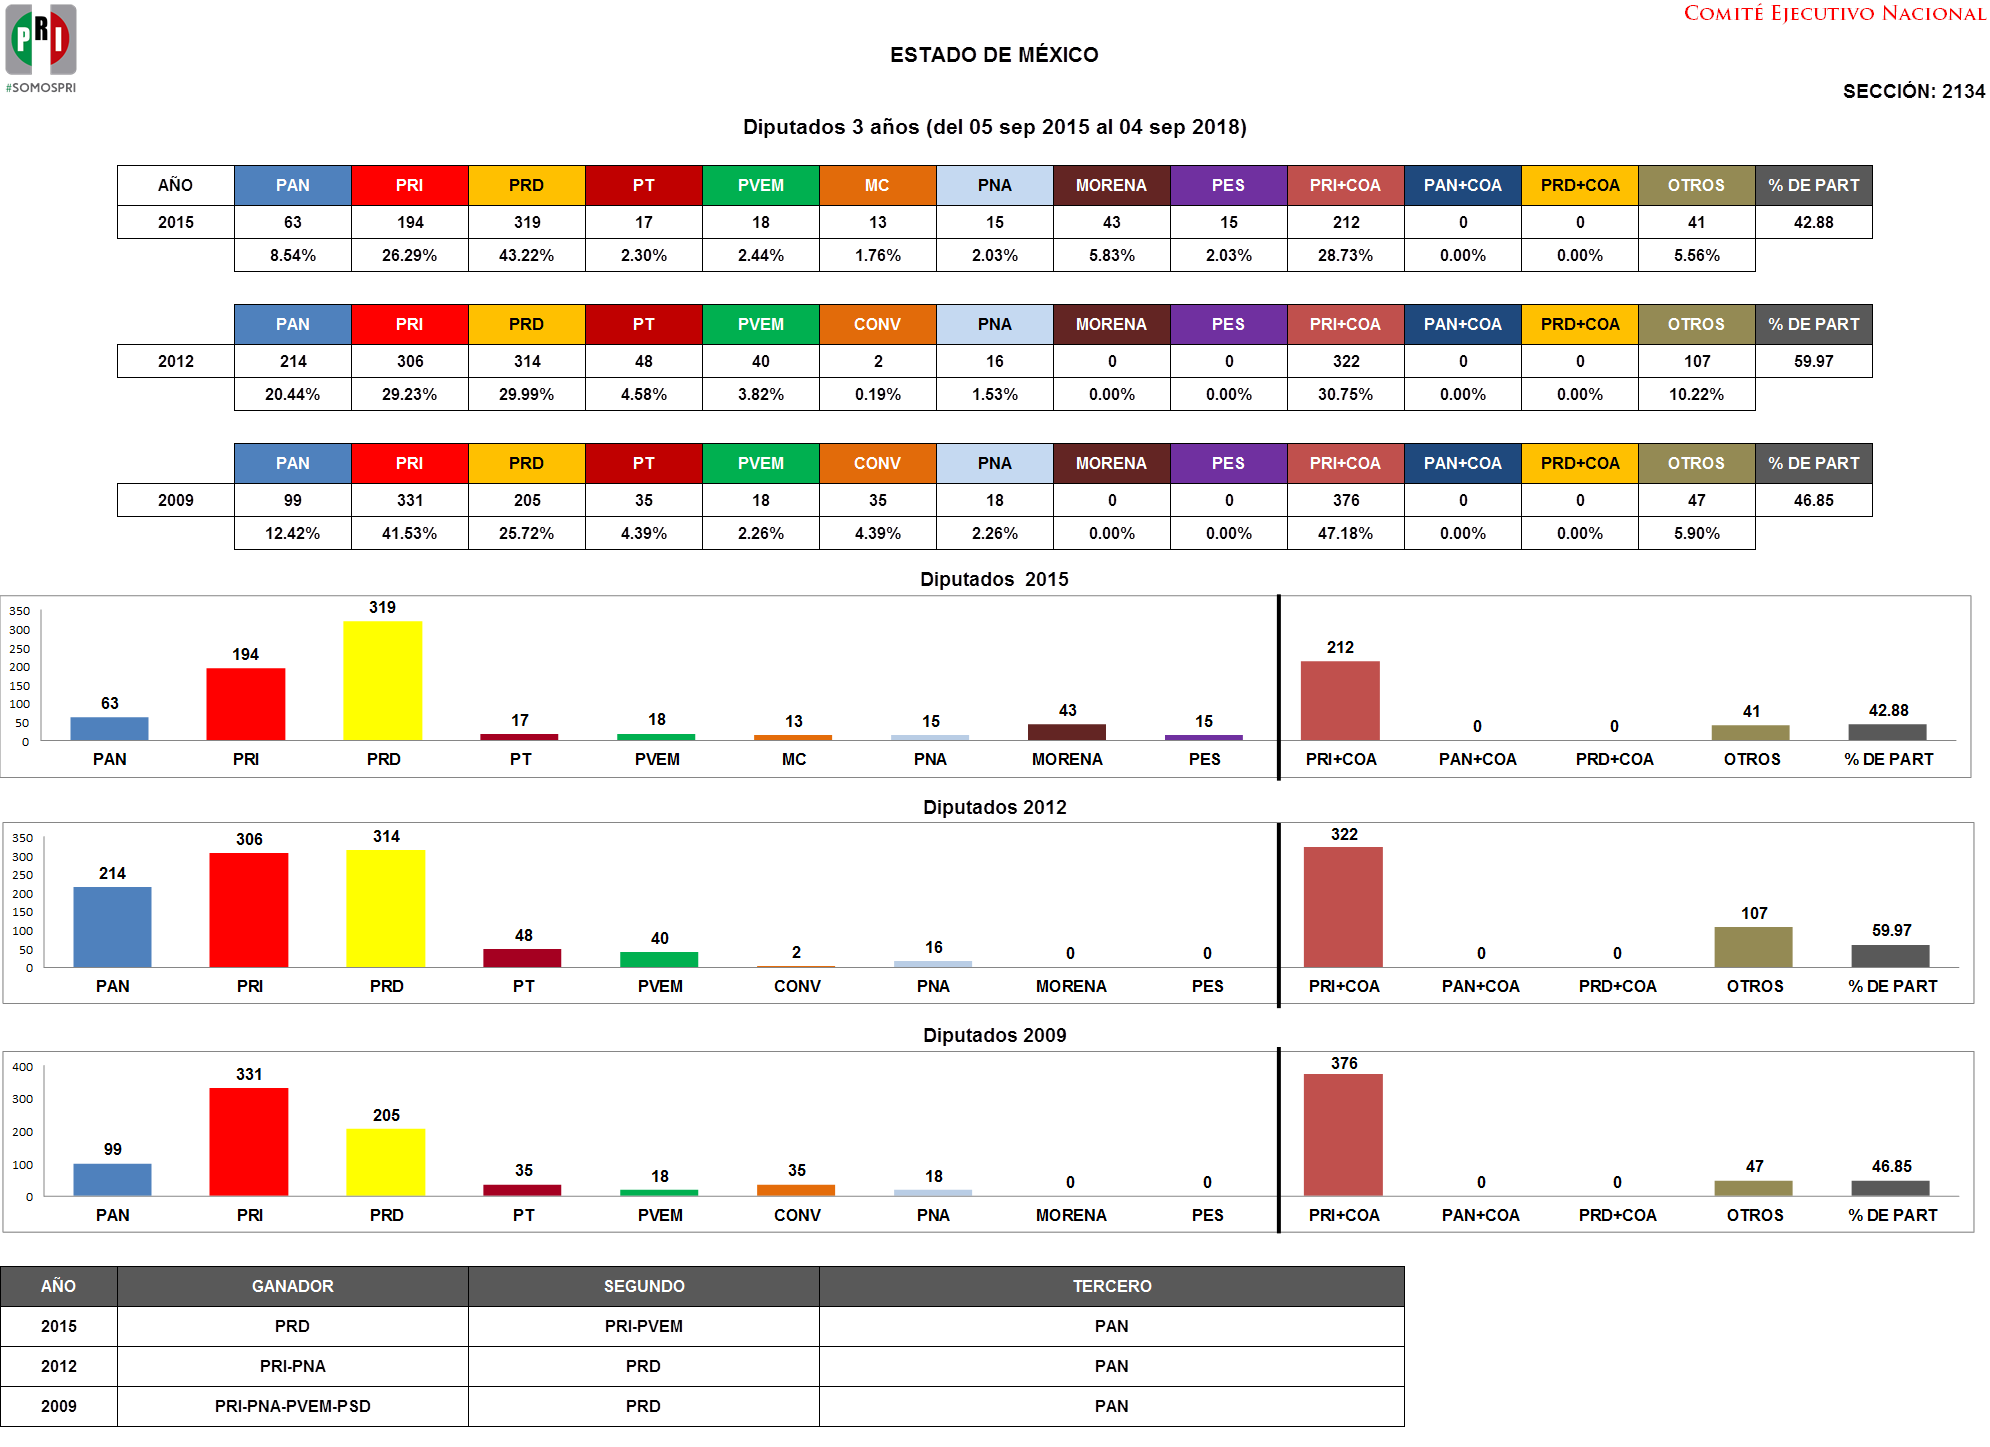 PRI
#SOMOSPRI
COMITÉ EJECUTIVO NACIONAL
ESTADO DE MÉXICO
SECCIÓN: 2134
Diputados 3 años (del 05 sep 2015 al 04 sep 2018)
AÑO PAN PRI PRD PT PVEM MC PNA MORENA PES PRI+COA PAN+COA PRD+COA OTROS % DE PART
2015 63 194 319 17 18 13 15 43 15 212 0 0 41 42.88
8.54% 26.29% 43.22% 2.30% 2.44% 1.76% 2.03% 5.83% 2.03% 28.73% 0.00% 0.00% 5.56%
PAN PRI PRD PT PVEM CONV PNA MORENA PES PRI+COA PAN+COA PRD+COA OTROS % DE PART
2012 214 306 314 48 40 2 16 0 0 322 0 0 107 59.97
20.44% 29.23% 29.99% 4.58% 3.82% 0.19% 1.53% 0.00% 0.00% 30.75% 0.00% 0.00% 10.22%
PAN PRI PRD PT PVEM CONV PNA MORENA PES PRI+COA PAN+COA PRD+COA OTROS % DE PART
2009 99 331 205 35 18 35 18 0 0 376 0 0 47 46.85
12.42% 41.53% 25.72% 4.39% 2.26% 4.39% 2.26% 0.00% 0.00% 47.18% 0.00% 0.00% 5.90%
Diputados 2015
350
300
250
200
150
100
50
0
63 194 319 17 18 13 15 43 15 212 0 0 41 42.88
PAN PRI PRD PT PVEM MC PNA MORENA PES PRI+COA PAN+COA PRD+COA OTROS % DE PART
Diputados 2012
350
300
250
200
150
100
50
0
214 306 314 48 40 2 16 0 0 322 0 0 107 59.97
PAN PRI PRD PT PVEM CONV PNA MORENA PES PRI+COA PAN+COA PRD+COA OTROS % DE PART
Diputados 2009
400
300
200
100
0
99 331 205 35 18 35 18 0 0 376 0 0 47 46.85
PAN PRI PRD PT PVEM CONV PNA MORENA PES PRI+COA PAN+COA PRD+COA OTROS % DE PART
AÑO GANADOR SEGUNDO TERCERO
2015 PRD PRI-PVEM PAN
2012 PRI-PNA PRD PAN
2009 PRI-PNA-PVEM-PSD PRD PAN